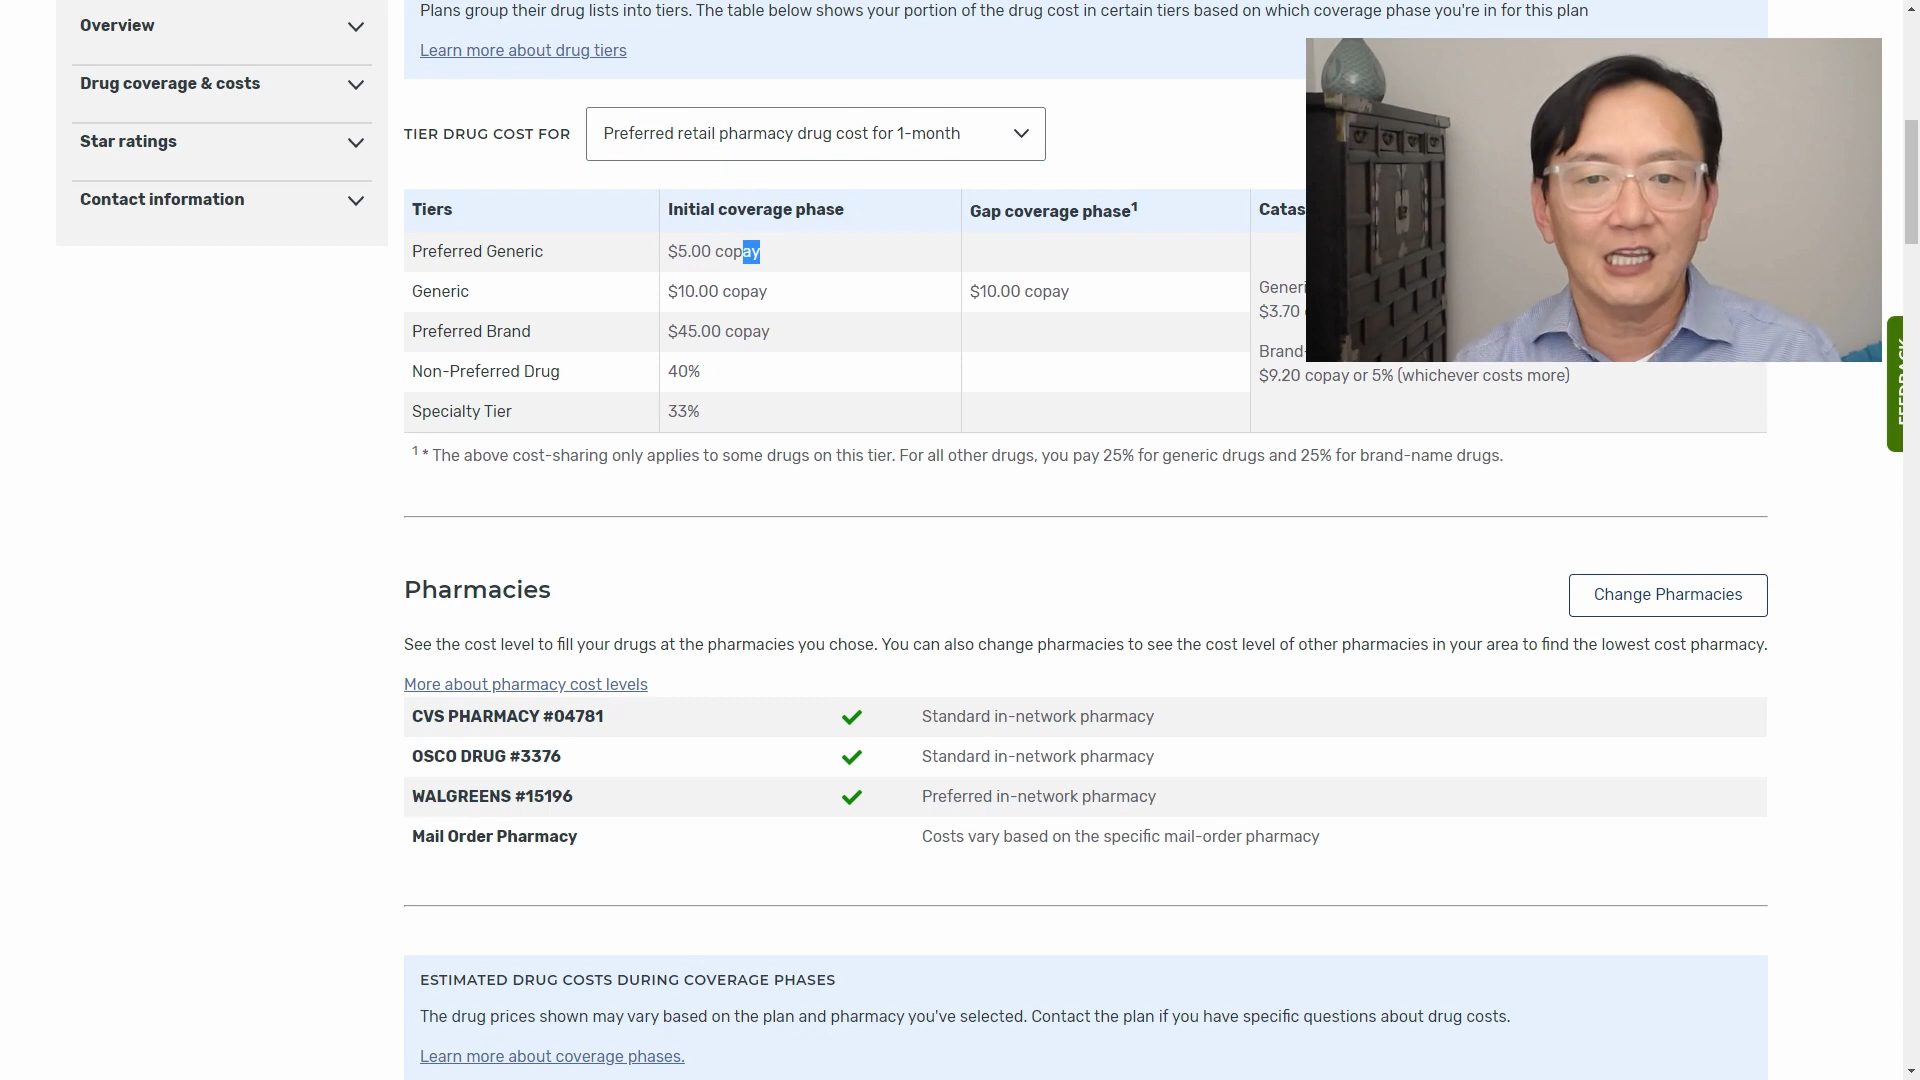 Overview
Drug coverage & costs
Star ratings
Contact information
Plans group their drug lists into tiers. The table below shows your portion of the drug cost in certain tiers based on which coverage phase you're in for this plan
Learn more about drug tiers
TIER DRUG COST FOR
Preferred retail pharmacy drug cost for 1-month
Tiers Initial coverage phase Gap coverage phase1
Preferred Generic $5.00 copay
Generic $10.00 copay $10.00 copay
Preferred Brand $45.00 copay
Non-Preferred Drug 40%
Specialty Tier 33%
$3.70
$9.20 copay or 5% (whichever costs more)
1 * The above cost-sharing only applies to some drugs on this tier. For all other drugs, you pay 25% for generic drugs and 25% for brand-name drugs.
FEEDBACK
Pharmacies
Change Pharmacies
See the cost level to fill your drugs at the pharmacies you chose. You can also change pharmacies to see the cost level of other pharmacies in your area to find the lowest cost pharmacy.
More about pharmacy cost levels
CVS PHARMACY #04781 Standard in-network pharmacy
OSCO DRUG #3376 Standard in-network pharmacy
WALGREENS #15196 Preferred in-network pharmacy
Mail Order Pharmacy Costs vary based on the specific mail-order pharmacy
ESTIMATED DRUG COSTS DURING COVERAGE PHASES
The drug prices shown may vary based on the plan and pharmacy you've selected. Contact the plan if you have specific questions about drug costs.
Learn more about coverage phases.